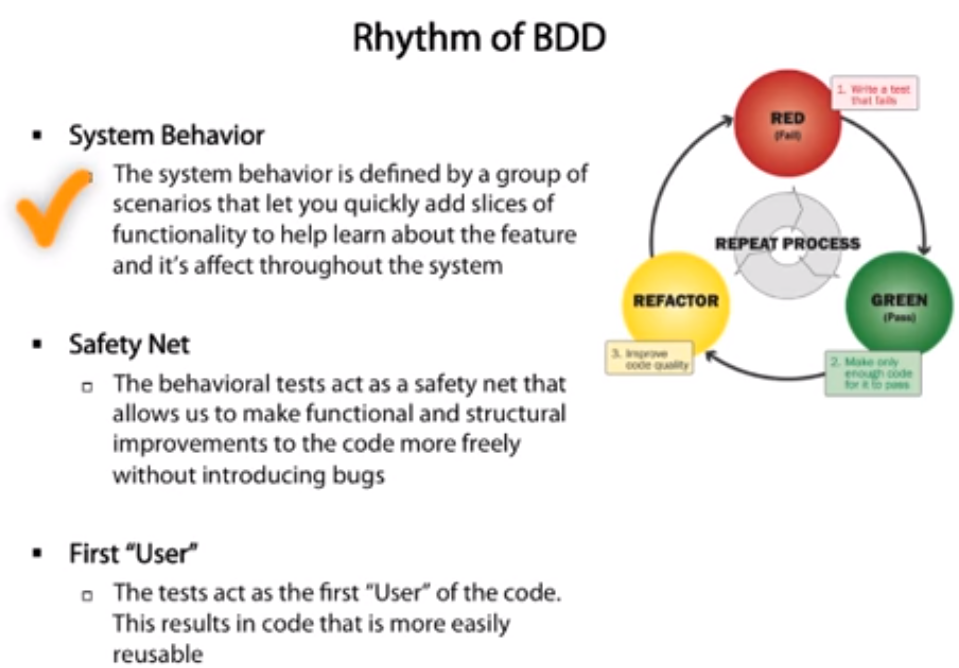 Rhythm of BDD
System Behavior
The system behavior is defined by a group of
scenarios that let you quickly add slices of
functionality to help learn about the feature
and it's affect throughout the system
Safety Net
The behavioral tests act as a safety net that
allows us to make functional and structural
improvements to the code more freely
without introducing bugs
First “User”
The tests act as the first “User” of the code.
This results in code that is more easily
reusable
RED
(Fail)
1. Write a test
that fails
REPEAT PROCESS
GREEN
(Pass)
2. Make only
enough code
for it to pass
REFACTOR
3. Improve
code quality